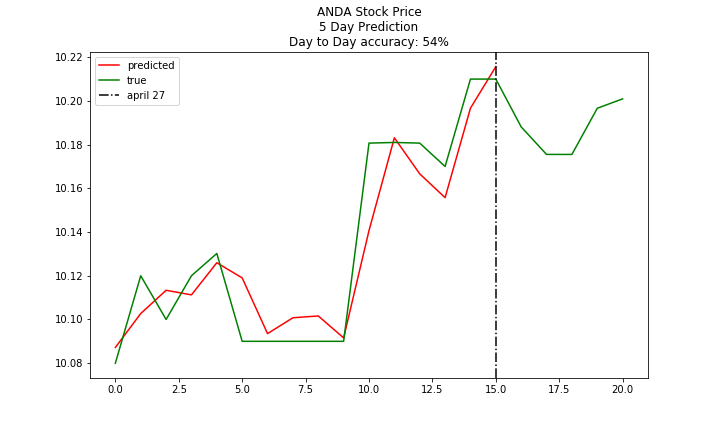 ANDA Stock Price
5 Day Prediction
Day to Day accuracy: 54%
predicted
true
april 27
10.22
10.20
10.18
10.16
10.14
10.12
10.10
10.08
0.0 2.5 5.0 7.5 10.0 12.5 15.0 17.5 20.0